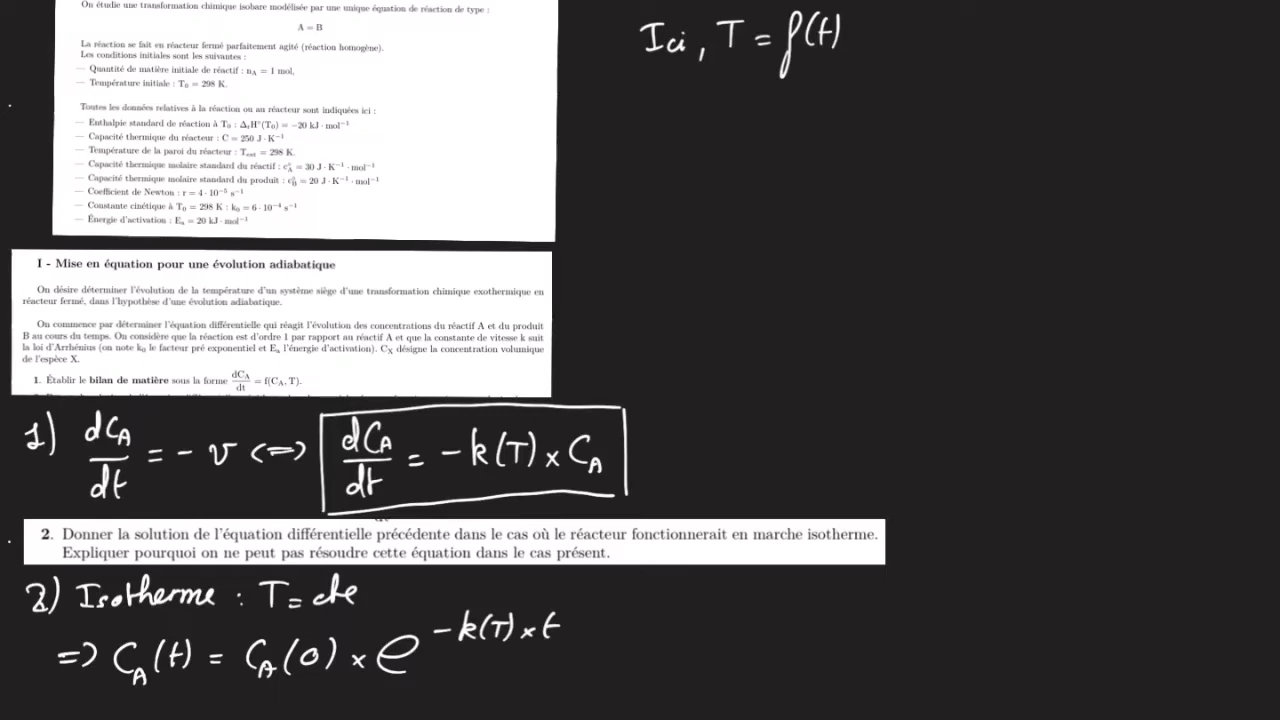 On étudie une transformation chimique isobare modélisée par une unique équation de réaction de type :
A = B
La réaction se fait en réacteur fermé parfaitement agité (réaction homogène).
Les conditions initiales sont les suivantes :
— Quantité de matière initiale de réactif : n_A = 1 mol,
— Température initiale : T₀ = 298 K.
Toutes les données relatives à la réaction ou au réacteur sont indiquées ici :
— Enthalpie standard de réaction à T₀ : ΔᵣH°(T₀) = −20 kJ · mol⁻¹
— Capacité thermique du réacteur : C = 250 J · K⁻¹
— Température de la paroi du réacteur : T_ext = 298 K.
— Capacité thermique molaire standard du réactif : c°_A = 30 J · K⁻¹ · mol⁻¹
— Capacité thermique molaire standard du produit : c°_B = 20 J · K⁻¹ · mol⁻¹
— Coefficient de Newton : r = 4 · 10⁻⁵ s⁻¹
— Constante cinétique à T₀ = 298 K : k₀ = 6 · 10⁻⁴ s⁻¹
— Énergie d'activation : Eₐ = 20 kJ · mol⁻¹
Ici, T = f(t)
I - Mise en équation pour une évolution adiabatique
On désire déterminer l'évolution de la température d'un système siège d'une transformation chimique exothermique en
réacteur fermé, dans l'hypothèse d'une évolution adiabatique.
On commence par déterminer l'équation différentielle qui réagit l'évolution des concentrations du réactif A et du produit
B au cours du temps. On considère que la réaction est d'ordre 1 par rapport au réactif A et que la constante de vitesse k suit
la loi d'Arrhénius (on note k₀ le facteur pré exponentiel et Eₐ l'énergie d'activation). C_X désigne la concentration volumique
de l'espèce X.
1. Établir le bilan de matière sous la forme dC_A/dt = f(C_A, T).
1) dC_A/dt = - v <=> dC_A/dt = -k(T) × C_A
2. Donner la solution de l'équation différentielle précédente dans le cas où le réacteur fonctionnerait en marche isotherme.
Expliquer pourquoi on ne peut pas résoudre cette équation dans le cas présent.
2) Isotherme : T = cte
=> C_A(t) = C_A(0) × e^(-k(T) × t)